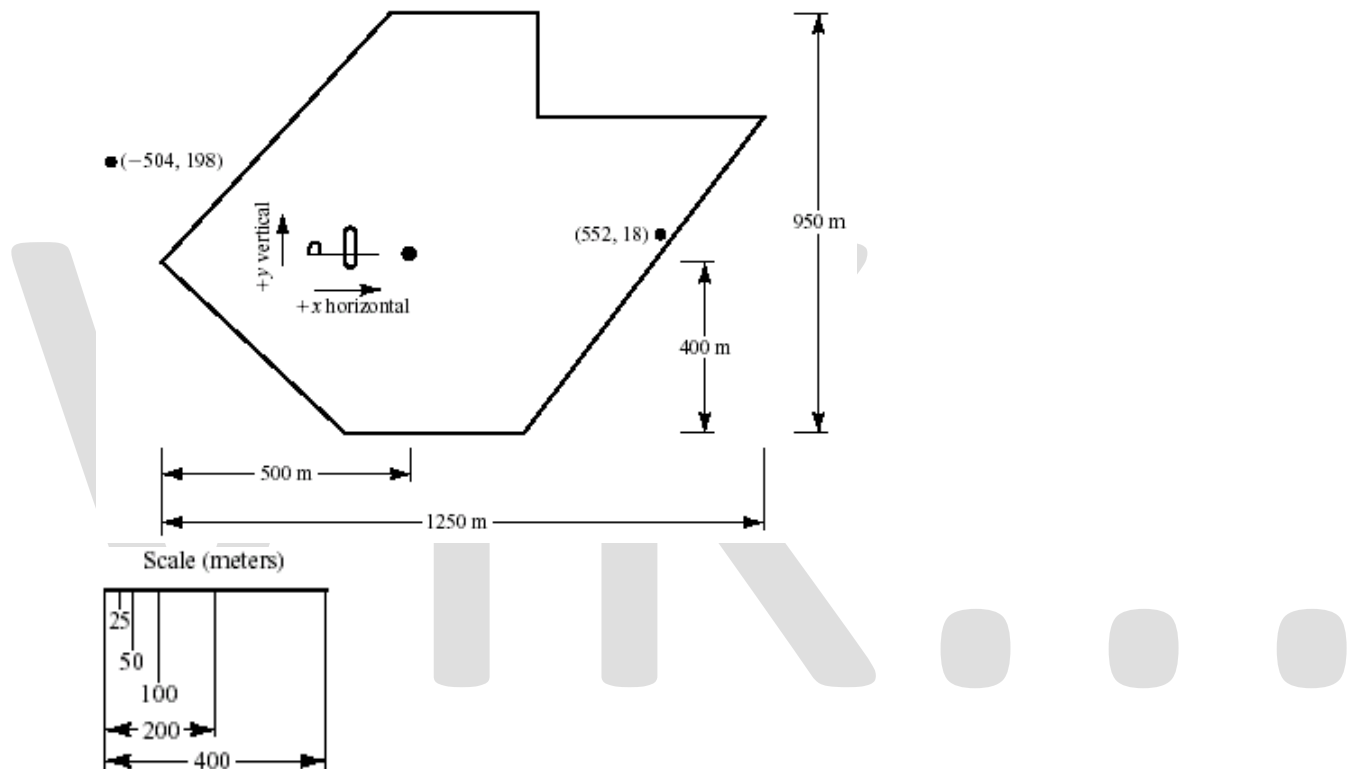 (−504, 198)
950 m
+y vertical
(552, 18)
+x horizontal
400 m
500 m
1250 m
Scale (meters)
25
50
100
200
400